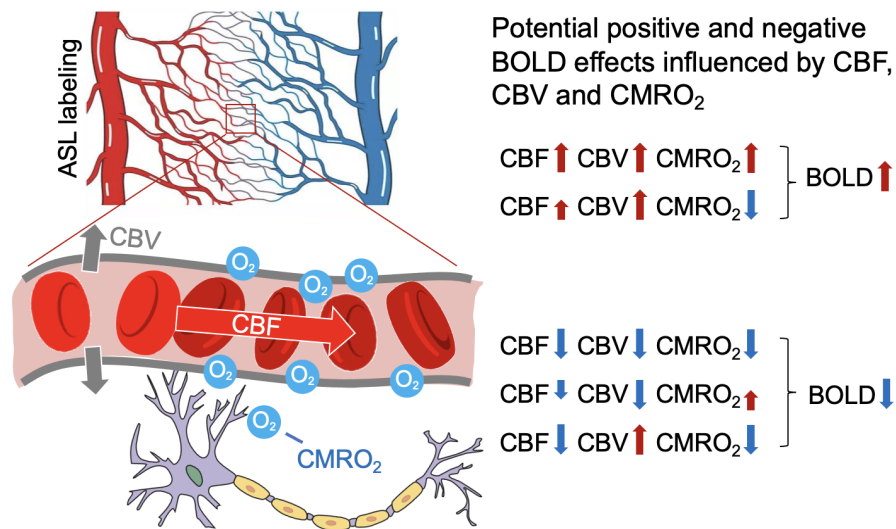 ASL labeling
Potential positive and negative
BOLD effects influenced by CBF,
CBV and CMRO₂
CBF ↑ CBV ↑ CMRO₂ ↑
BOLD ↑
CBF ↑ CBV ↑ CMRO₂ ↓
CBV
O₂
O₂
O₂
CBF
O₂
O₂
O₂
O₂
CMRO₂
CBF ↓ CBV ↓ CMRO₂ ↓
CBF ↓ CBV ↓ CMRO₂ ↑
BOLD ↓
CBF ↓ CBV ↑ CMRO₂ ↓